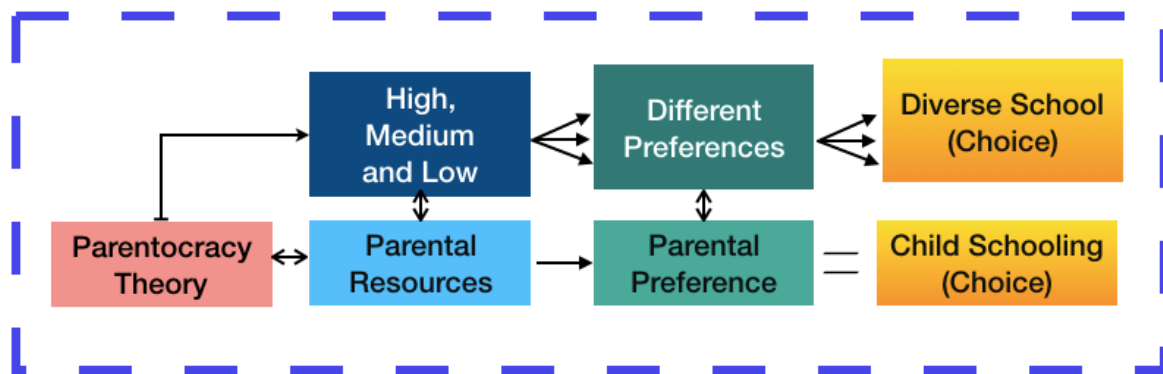 High,
Medium
and Low
Different
Preferences
Diverse School
(Choice)
Parentocracy
Theory
Parental
Resources
Parental
Preference
Child Schooling
(Choice)